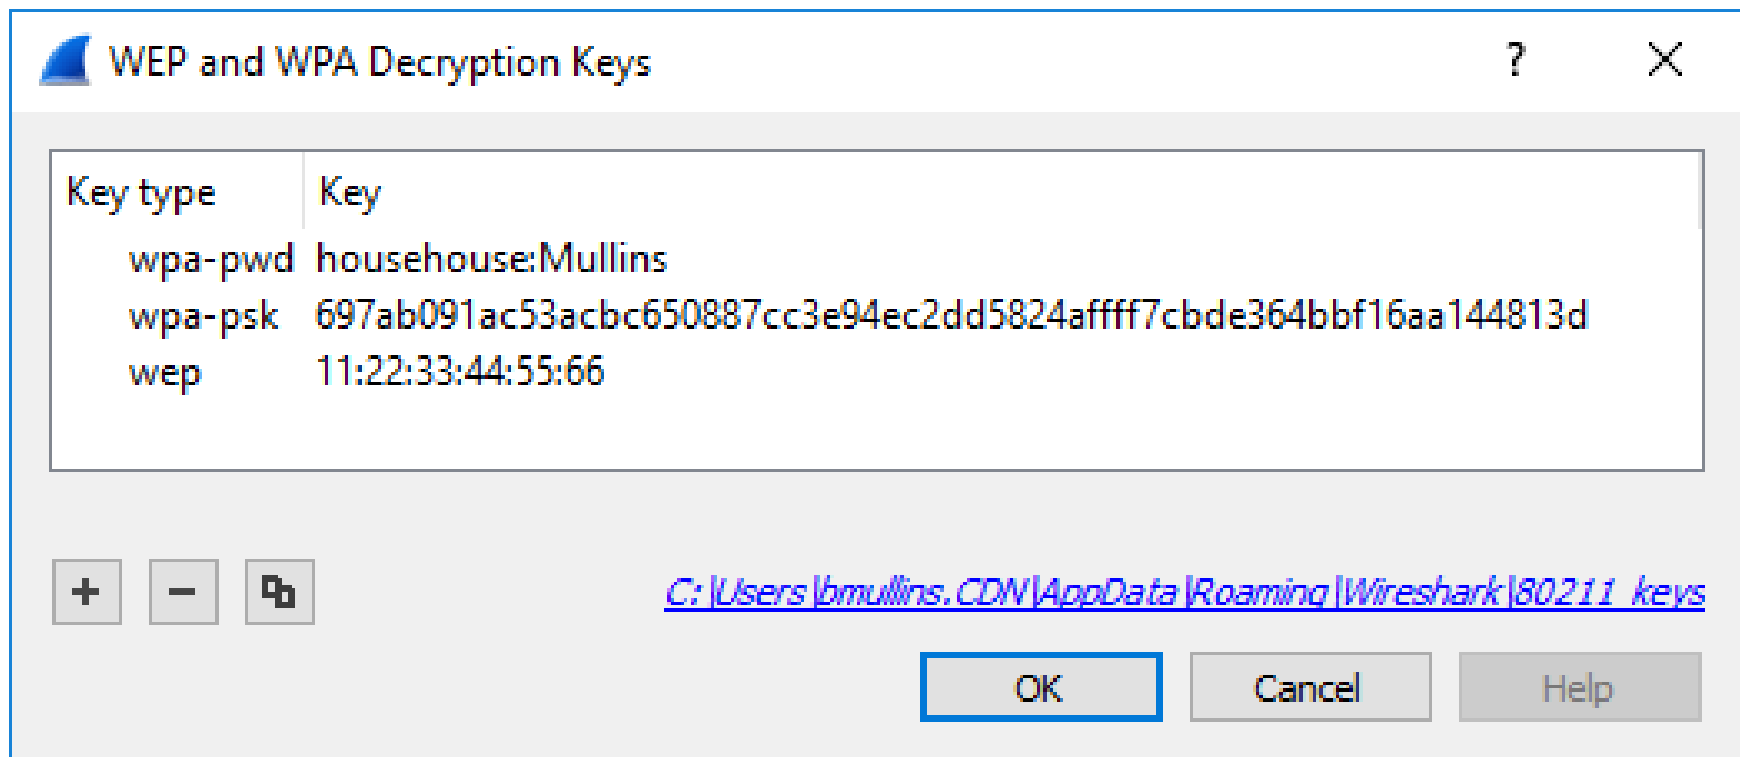 WEP and WPA Decryption Keys ?
Key type Key
wpa-pwd househouse:Mullins
wpa-psk 697ab091ac53acbc650887cc3e94ec2dd5824affff7cbde364bbf16aa144813d
wep 11:22:33:44:55:66
C:\Users\bmullins.CDN\AppData\Roaming\Wireshark\80211_keys
OK Cancel Help